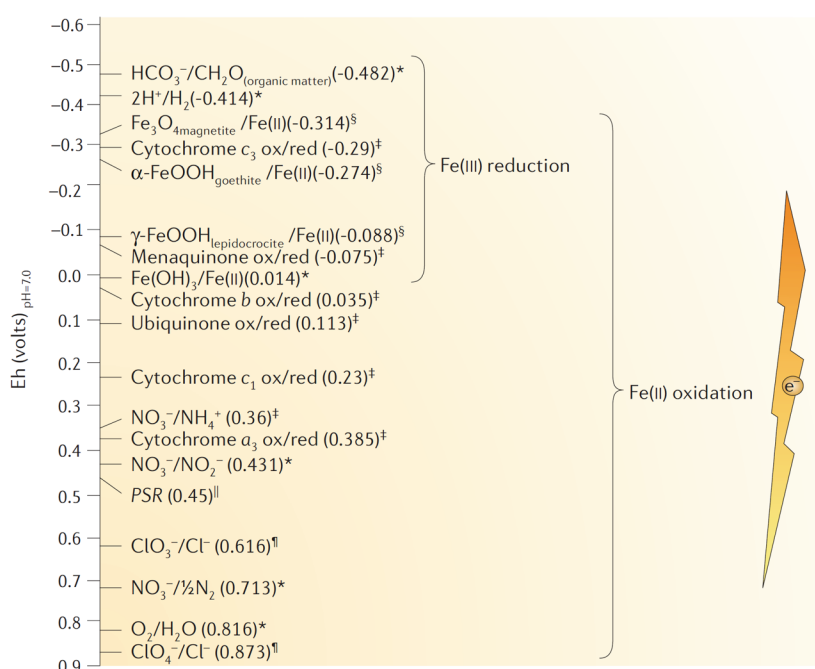 −0.6
−0.5
−0.4
−0.3
−0.2
−0.1
0.0
0.1
0.2
0.3
0.4
0.5
0.6
0.7
0.8
0.9
Eh (volts) pH=7.0
HCO₃⁻/CH₂O(organic matter)(-0.482)*
2H⁺/H₂(-0.414)*
Fe₃O₄magnetite /Fe(II)(-0.314)§
Cytochrome c₃ ox/red (-0.29)‡
α-FeOOHgoethite /Fe(II)(-0.274)§
γ-FeOOHlepidocrocite /Fe(II)(-0.088)§
Menaquinone ox/red (-0.075)‡
Fe(OH)₃/Fe(II)(0.014)*
Cytochrome b ox/red (0.035)‡
Ubiquinone ox/red (0.113)‡
Cytochrome c₁ ox/red (0.23)‡
NO₃⁻/NH₄⁺ (0.36)‡
Cytochrome a₃ ox/red (0.385)‡
NO₃⁻/NO₂⁻ (0.431)*
PSR (0.45)||
ClO₃⁻/Cl⁻ (0.616)¶
NO₃⁻/½N₂ (0.713)*
O₂/H₂O (0.816)*
ClO₄⁻/Cl⁻ (0.873)¶
Fe(III) reduction
Fe(II) oxidation
e⁻